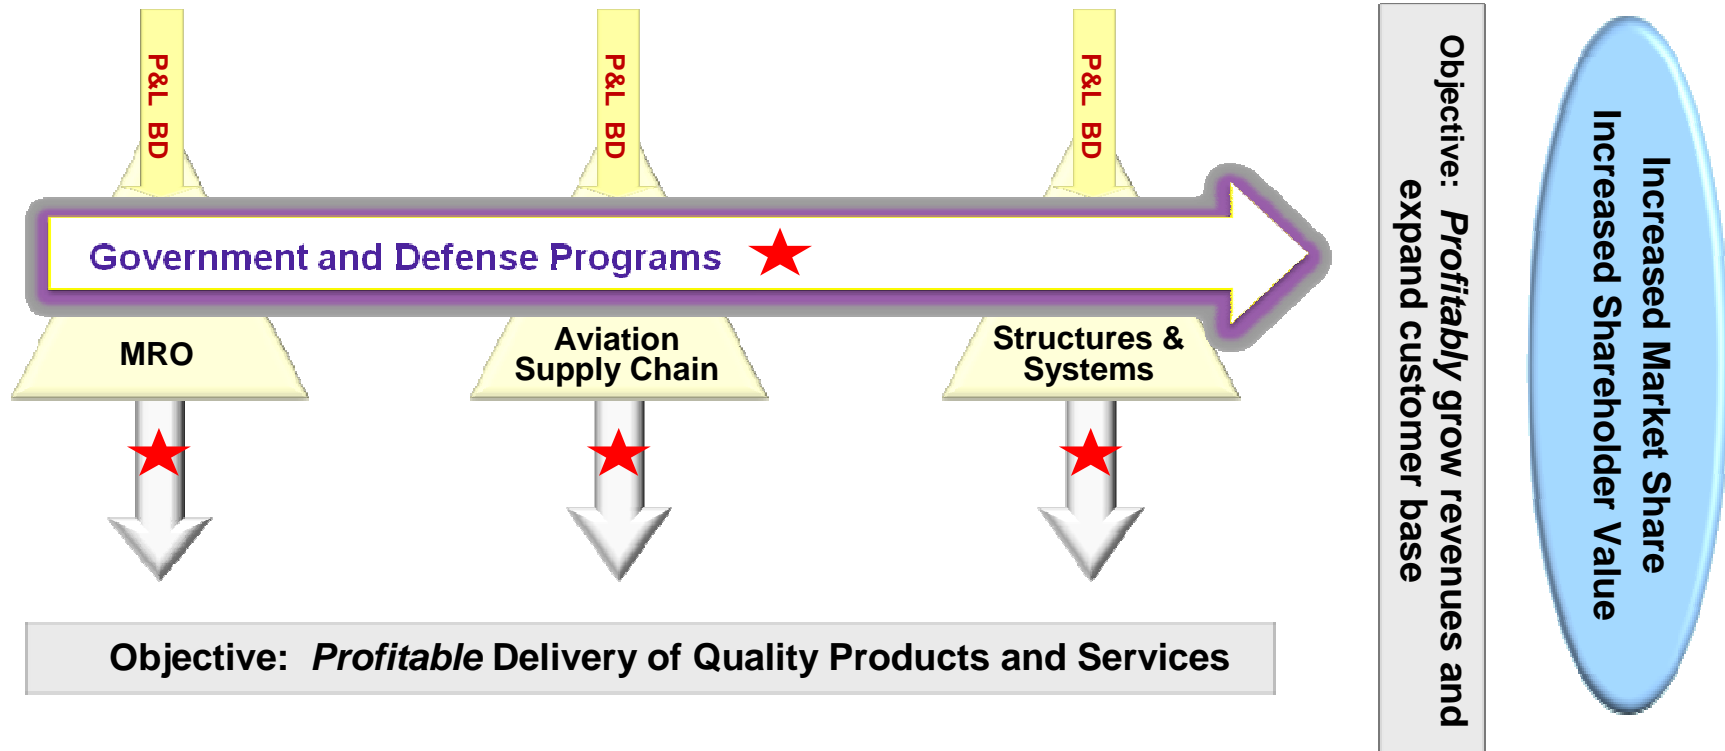 P&L BD
P&L BD
P&L BD
Government and Defense Programs
MRO
Aviation
Supply Chain
Structures &
Systems
Objective: Profitable Delivery of Quality Products and Services
Objective: Profitably grow revenues and
expand customer base
Increased Market Share
Increased Shareholder Value